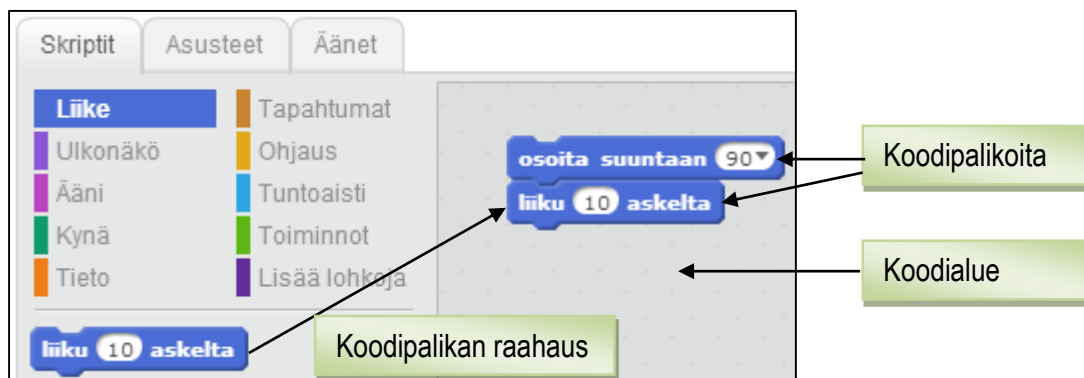 Skriptit Asusteet Äänet
Liike Tapahtumat
Ulkonäkö Ohjaus
Ääni Tuntoaisti
Kynä Toiminnot
Tieto Lisää lohkoja
liiku 10 askelta
osoita suuntaan 90
liiku 10 askelta
Koodipalikoita
Koodialue
Koodipalikan raahaus